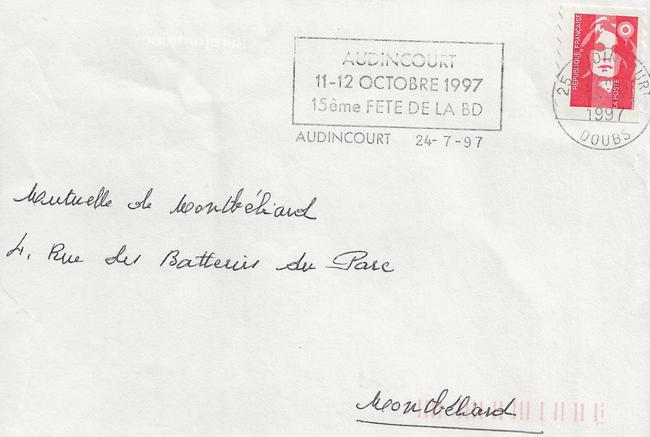 AUDINCOURT
11-12 OCTOBRE 1997
15ème FETE DE LA BD
AUDINCOURT 24-7-97
REPUBLIQUE FRANÇAISE
LA POSTE
25
1997
DOUBS
Mutuelle de Montbéliard
4, Rue des Batteries du Parc
Montbéliard